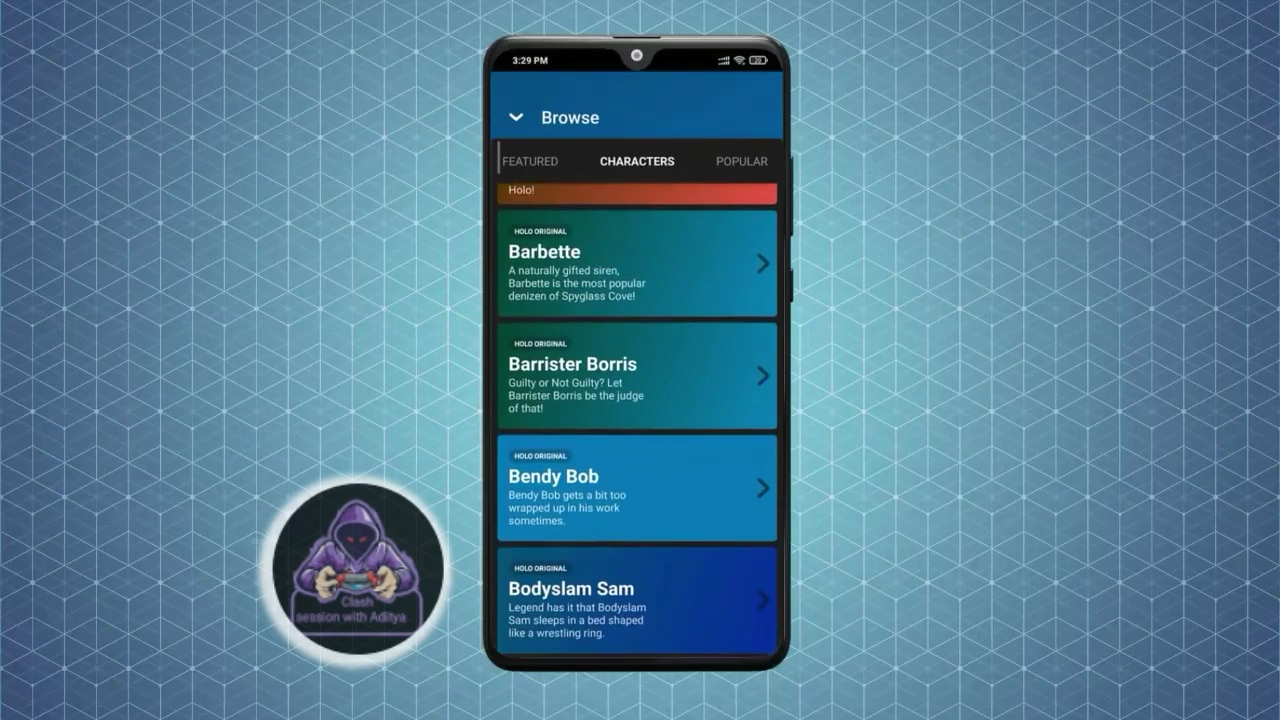 3:29 PM
Browse
FEATURED
CHARACTERS
POPULAR
Holo!
HOLO ORIGINAL
Barbette
A naturally gifted siren,
Barbette is the most popular
denizen of Spyglass Cove!
HOLO ORIGINAL
Barrister Borris
Guilty or Not Guilty? Let
Barrister Borris be the judge
of that!
HOLO ORIGINAL
Bendy Bob
Bendy Bob gets a bit too
wrapped up in his work
sometimes.
HOLO ORIGINAL
Bodyslam Sam
Legend has it that Bodyslam
Sam sleeps in a bed shaped
like a wrestling ring.
Clash
session with Aditya